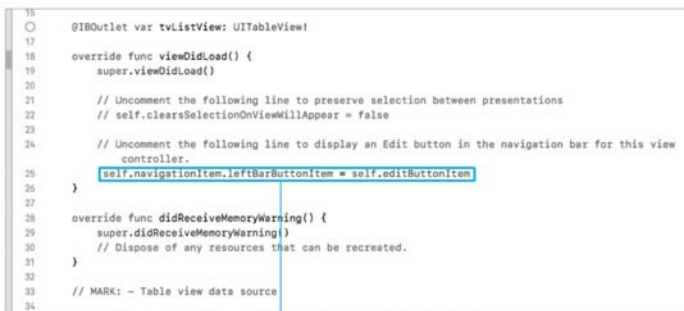 15
@IBOutlet var tvListView: UITableView!
17
18 override func viewDidLoad() {
19 super.viewDidLoad()
20
21 // Uncomment the following line to preserve selection between presentations
22 // self.clearsSelectionOnViewWillAppear = false
23
24 // Uncomment the following line to display an Edit button in the navigation bar for this view
controller.
25 self.navigationItem.leftBarButtonItem = self.editButtonItem
26 }
27
28 override func didReceiveMemoryWarning() {
29 super.didReceiveMemoryWarning()
30 // Dispose of any resources that can be recreated.
31 }
32
33 // MARK: - Table view data source
34